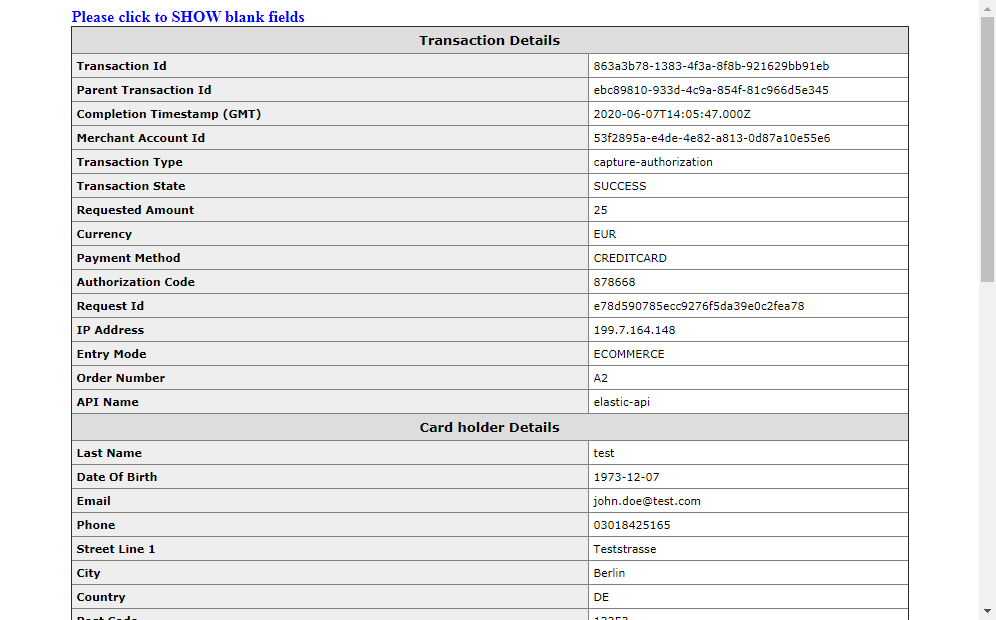 Please click to SHOW blank fields
Transaction Details
Transaction Id 863a3b78-1383-4f3a-8f8b-921629bb91eb
Parent Transaction Id ebc89810-933d-4c9a-854f-81c966d5e345
Completion Timestamp (GMT) 2020-06-07T14:05:47.000Z
Merchant Account Id 53f2895a-e4de-4e82-a813-0d87a10e55e6
Transaction Type capture-authorization
Transaction State SUCCESS
Requested Amount 25
Currency EUR
Payment Method CREDITCARD
Authorization Code 878668
Request Id e78d590785ecc9276f5da39e0c2fea78
IP Address 199.7.164.148
Entry Mode ECOMMERCE
Order Number A2
API Name elastic-api
Card holder Details
Last Name test
Date Of Birth 1973-12-07
Email john.doe@test.com
Phone 03018425165
Street Line 1 Teststrasse
City Berlin
Country DE